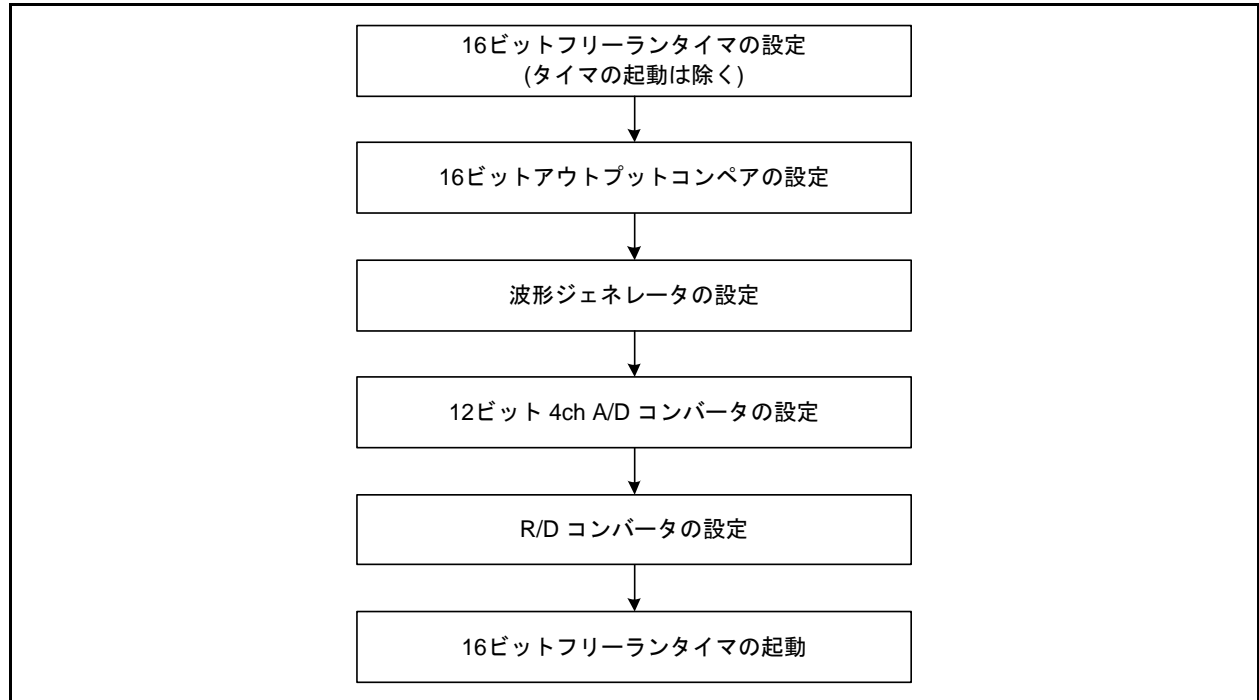 16ビットフリーランタイマの設定
(タイマの起動は除く)
16ビットアウトプットコンペアの設定
波形ジェネレータの設定
12ビット 4ch A/D コンバータの設定
R/D コンバータの設定
16ビットフリーランタイマの起動